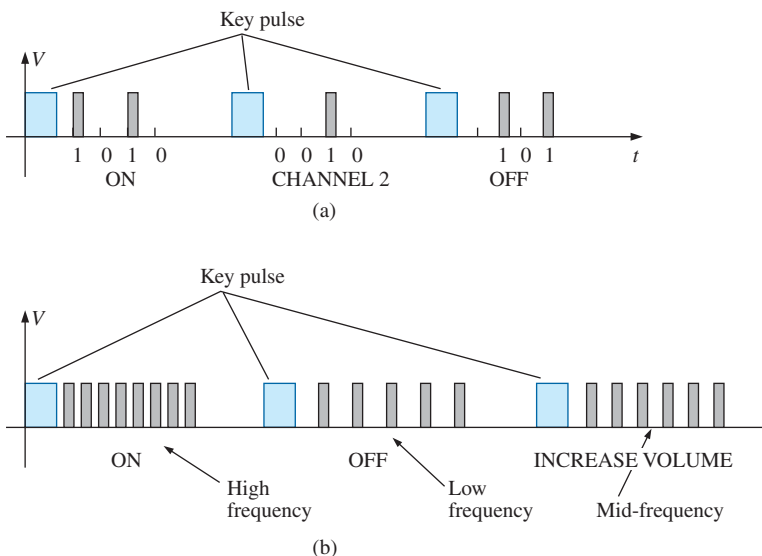 Key pulse
V
1 0 1 0 0 0 1 0 1 0 1 t
ON CHANNEL 2 OFF
(a)
Key pulse
V
ON OFF INCREASE VOLUME
High frequency
Low frequency
Mid-frequency
(b)